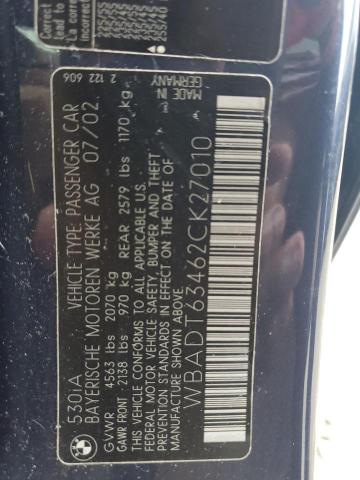 530iA VEHICLE TYPE: PASSENGER CAR
BAYERISCHE MOTOREN WERKE AG 07/02
GVWR 4563 lbs 2070 kg
GAWR FRONT 2138 lbs 970 kg REAR 2579 lbs 1170 kg
THIS VEHICLE CONFORMS TO ALL APPLICABLE
FEDERAL MOTOR VEHICLE SAFETY, BUMPER AND THEFT
PREVENTION STANDARDS IN EFFECT ON THE DATE OF
MANUFACTURE SHOWN ABOVE.
WBADT63462CK27010
2 122 606
MADE IN
GERMANY
La correc
incorrect